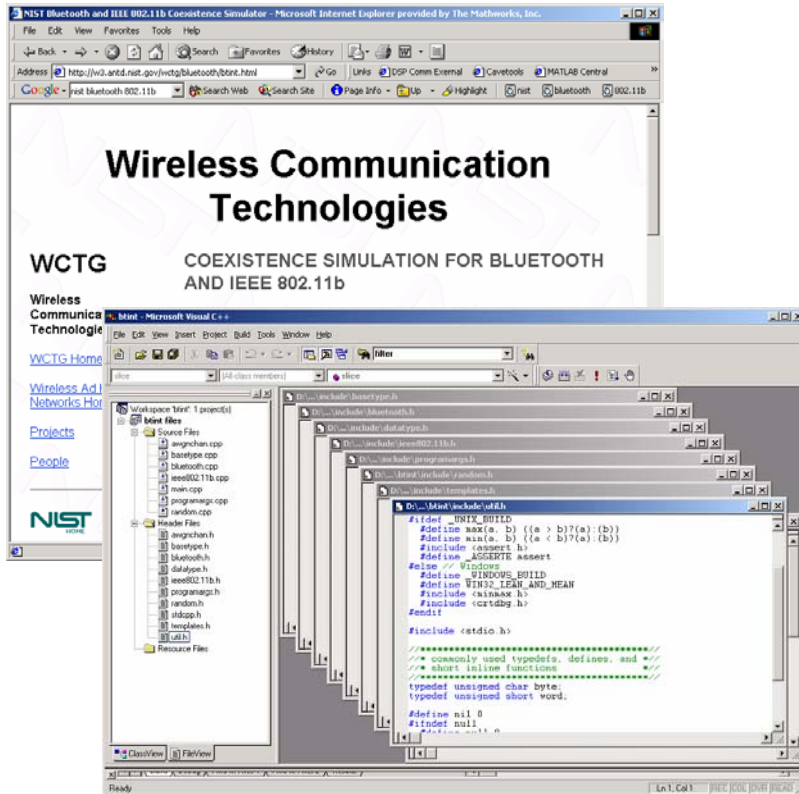 NIST Bluetooth and IEEE 802.11b Coexistence Simulator - Microsoft Internet Explorer provided by The Mathworks, Inc.
File Edit View Favorites Tools Help
Back Search Favorites History
Address http://w3.antd.nist.gov/wctg/bluetooth/btint.html Go Links DSP Comm Exernal Cavetools MATLAB Central »
Google nist bluetooth 802.11b Search Web Search Site Page Info Up Highlight nist bluetooth 802.11b
Wireless Communication
Technologies
WCTG
COEXISTENCE SIMULATION FOR BLUETOOTH
AND IEEE 802.11b
Wireless
Communica
Technologie
WCTG Home
Wireless Ad
Networks Hor
Projects
People
NIST
HOME
btint - Microsoft Visual C++
File Edit View Insert Project Build Tools Window Help
filter
slice (All class members) slice
Workspace 'btint': 1 project(s)
btint files
Source Files
awgnchan.cpp
basetype.cpp
bluetooth.cpp
ieee802.11b.cpp
main.cpp
programargs.cpp
random.cpp
Header Files
awgnchan.h
basetype.h
bluetooth.h
datatype.h
ieee802.11b.h
programargs.h
random.h
stdcpp.h
templates.h
util.h
Resource Files
ClassView FileView
D:\...\include\basetype.h
D:\...\include\bluetooth.h
D:\...\include\datatype.h
D:\...\include\ieee802.11b.h
D:\...\include\programargs.h
D:\...\btint\include\random.h
D:\...\include\templates.h
D:\...\btint\include\util.h
#ifdef _UNIX_BUILD
#define max(a, b) ((a > b)?(a):(b))
#define min(a, b) ((a < b)?(a):(b))
#include <assert.h>
#define _ASSERTE assert
#else // Windows
#define _WINDOWS_BUILD
#define WIN32_LEAN_AND_MEAN
#include <minmax.h>
#include <crtdbg.h>
#endif
#include <stdio.h>
//*******************************************//
//* commonly used typedefs, defines, and *//
//* short inline functions *//
//*******************************************//
typedef unsigned char byte;
typedef unsigned short word;
#define nil 0
#ifndef null
Ready
Ln 1, Col 1 REC COL OVR READ